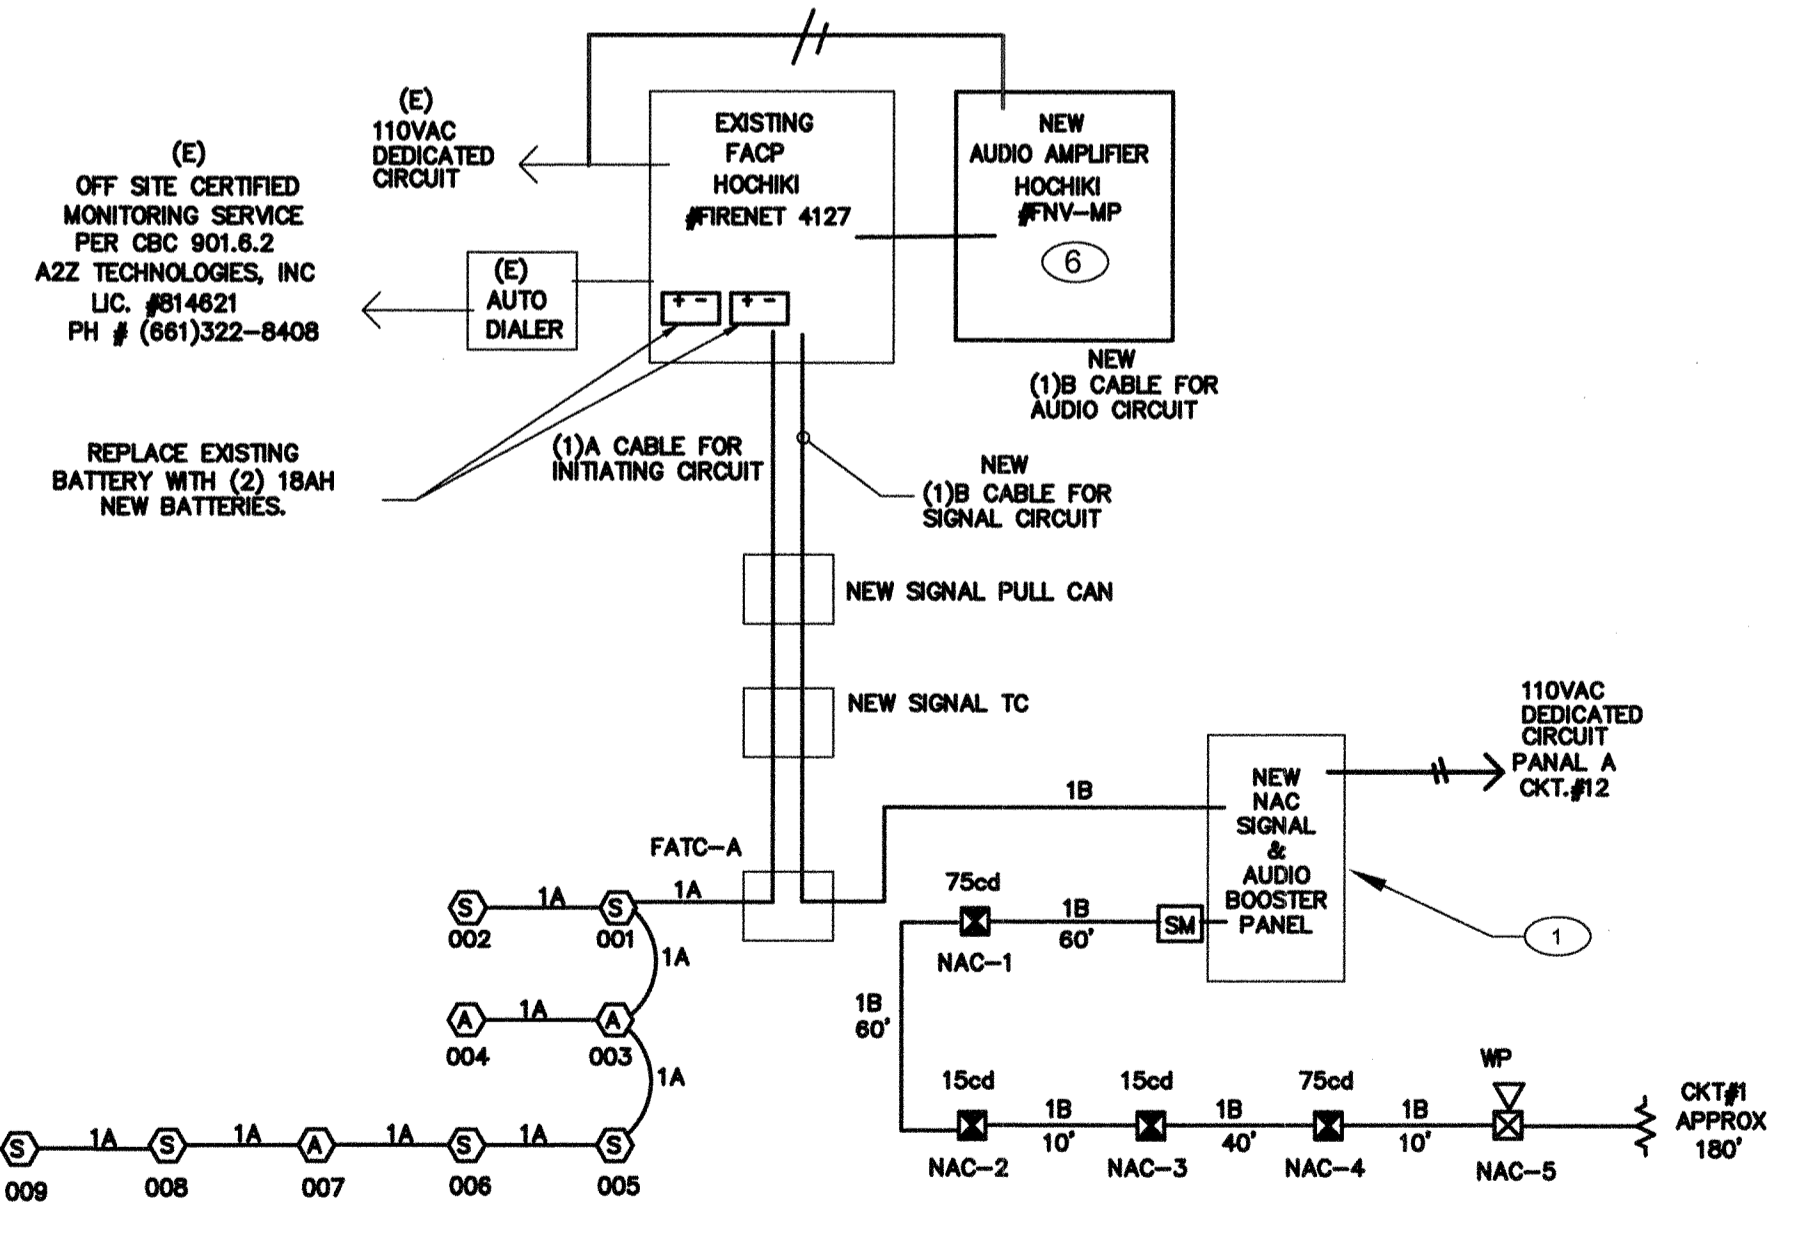 (E)
110VAC
DEDICATED
CIRCUIT
(E)
OFF SITE CERTIFIED
MONITORING SERVICE
PER CBC 901.6.2
A2Z TECHNOLOGIES, INC
LIC. #814621
PH # (661)322-8408
(E)
AUTO
DIALER
EXISTING
FACP
HOCHIKI
#FIRENET 4127
+ -
+ -
NEW
AUDIO AMPLIFIER
HOCHIKI
#FNV-MP
6
NEW
(1)B CABLE FOR
AUDIO CIRCUIT
REPLACE EXISTING
BATTERY WITH (2) 18AH
NEW BATTERIES.
(1)A CABLE FOR
INITIATING CIRCUIT
NEW
(1)B CABLE FOR
SIGNAL CIRCUIT
NEW SIGNAL PULL CAN
NEW SIGNAL TC
110VAC
DEDICATED
CIRCUIT
PANAL A
CKT.#12
NEW
NAC
SIGNAL
&
AUDIO
BOOSTER
PANEL
1
1B
FATC-A
1A
1A
S
S
002
001
1A
1A
A
A
004
003
1A
1A
1A
1A
1A
S
S
A
S
S
009
008
007
006
005
75cd
1B
60'
SM
NAC-1
1B
60'
15cd
15cd
75cd
WP
1B
10'
1B
40'
1B
10'
NAC-2
NAC-3
NAC-4
NAC-5
CKT#1
APPROX
180'